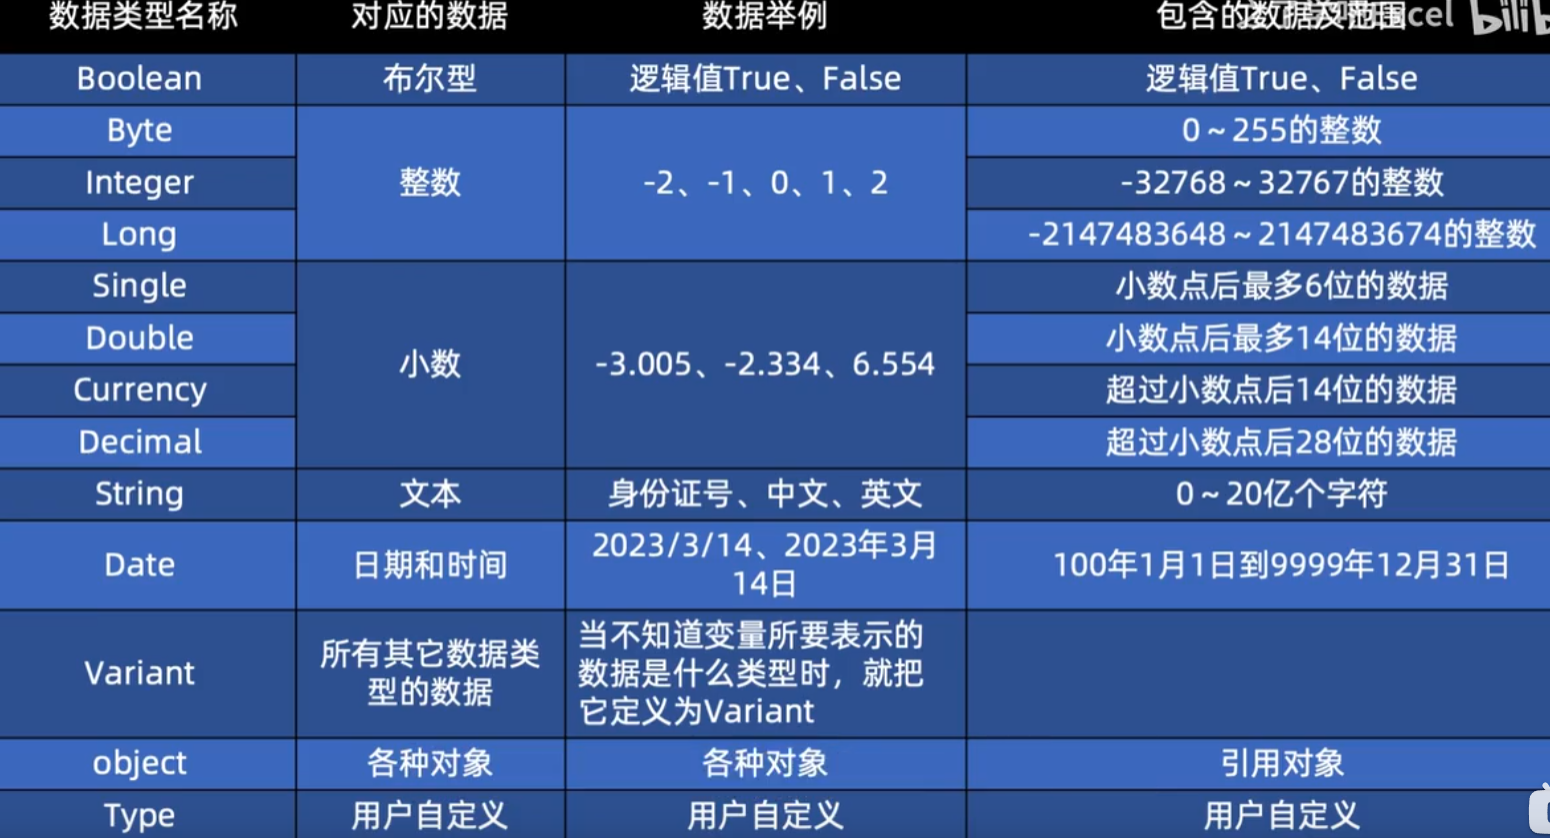 数据类型名称 对应的数据 数据举例 包含的数据及范围
Boolean 布尔型 逻辑值True、False 逻辑值True、False
Byte 0~255的整数
Integer 整数 -2、-1、0、1、2 -32768~32767的整数
Long -2147483648~2147483674的整数
Single 小数点后最多6位的数据
Double 小数点后最多14位的数据
小数 -3.005、-2.334、6.554
Currency 超过小数点后14位的数据
Decimal 超过小数点后28位的数据
String 文本 身份证号、中文、英文 0~20亿个字符
Date 日期和时间 2023/3/14、2023年3月
14日 100年1月1日到9999年12月31日
Variant 所有其它数据类
型的数据 当不知道变量所要表示的
数据是什么类型时，就把
它定义为Variant
object 各种对象 各种对象 引用对象
Type 用户自定义 用户自定义 用户自定义